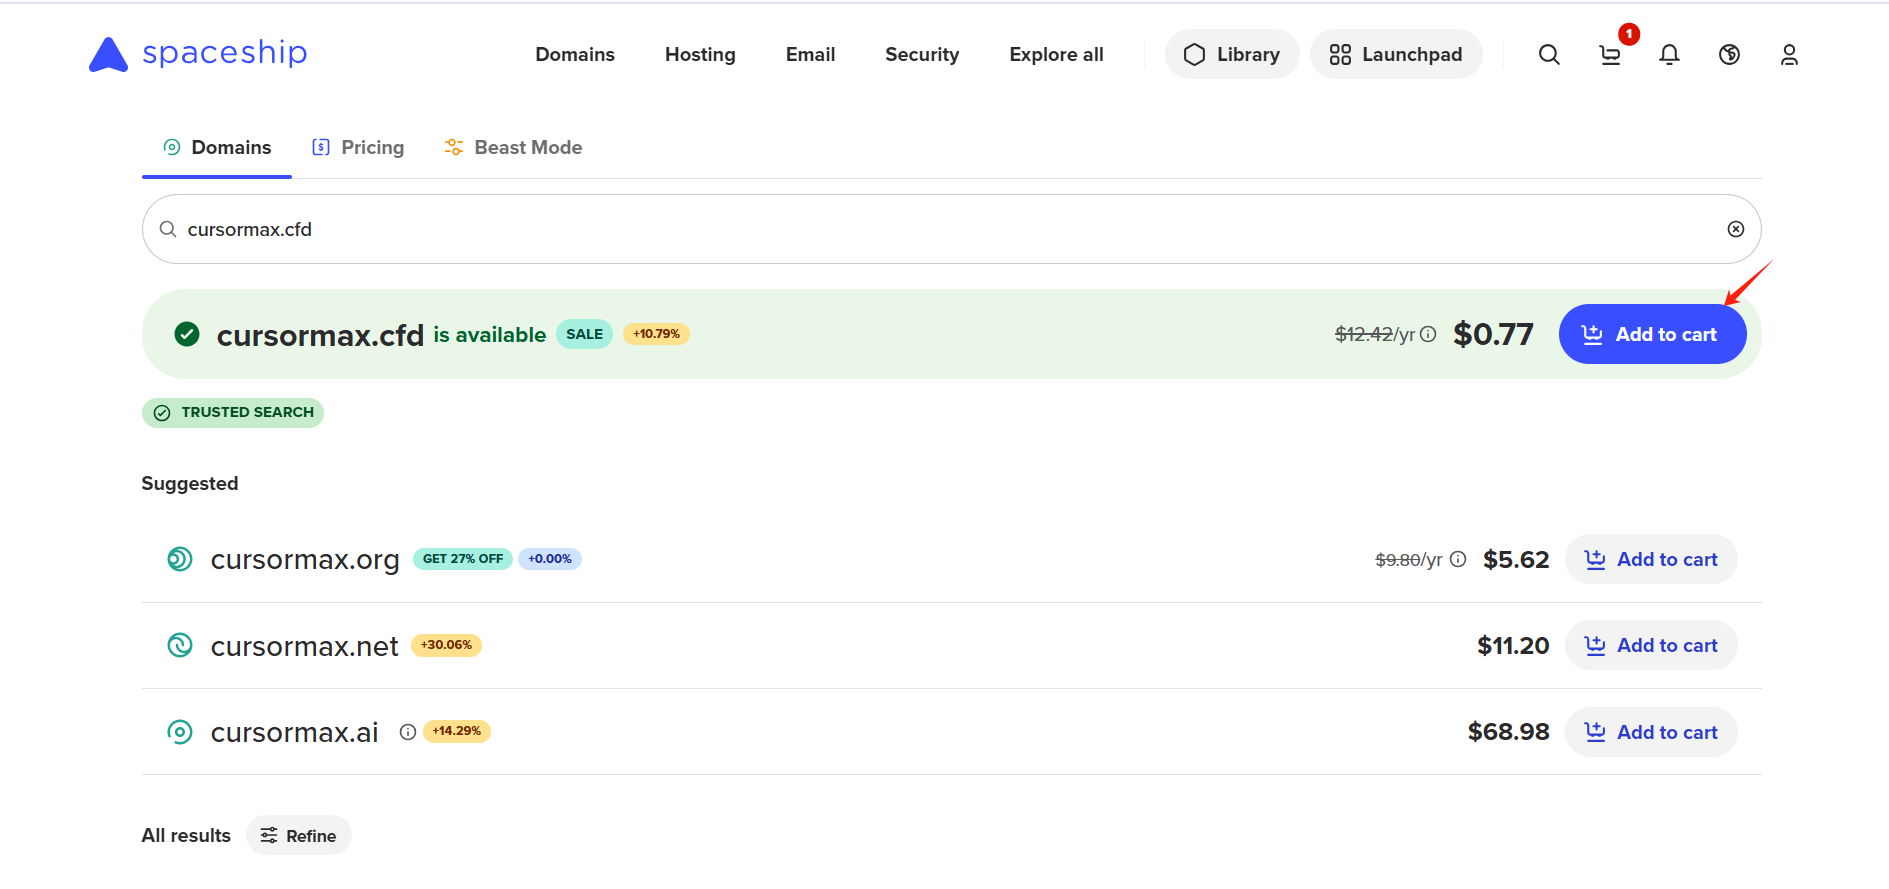 spaceship
Domains Hosting Email Security Explore all Library Launchpad 1
Domains Pricing Beast Mode
cursormax.cfd
cursormax.cfd is available SALE +10.79% $12.42/yr $0.77 Add to cart
TRUSTED SEARCH
Suggested
cursormax.org GET 27% OFF +0.00% $9.80/yr $5.62 Add to cart
cursormax.net +30.06% $11.20 Add to cart
cursormax.ai +14.29% $68.98 Add to cart
All results Refine